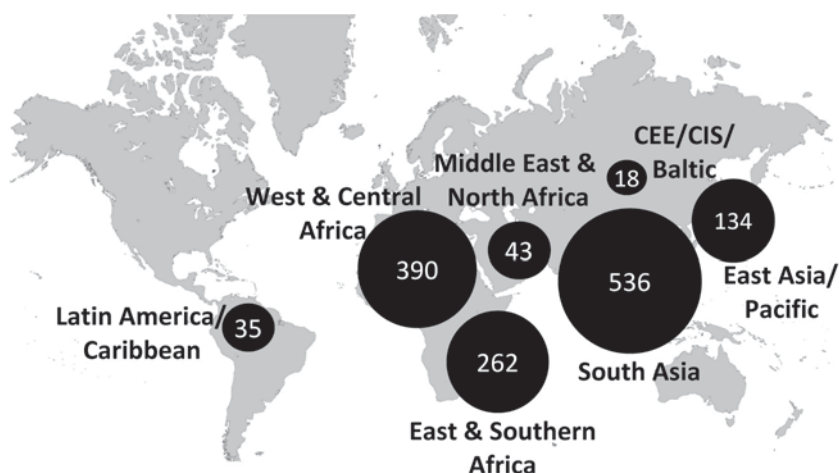 CEE/CIS/
Baltic
18
Middle East &
North Africa
43
West & Central
Africa
390
134
East Asia/
Pacific
536
South Asia
Latin America/
Caribbean
35
262
East & Southern
Africa